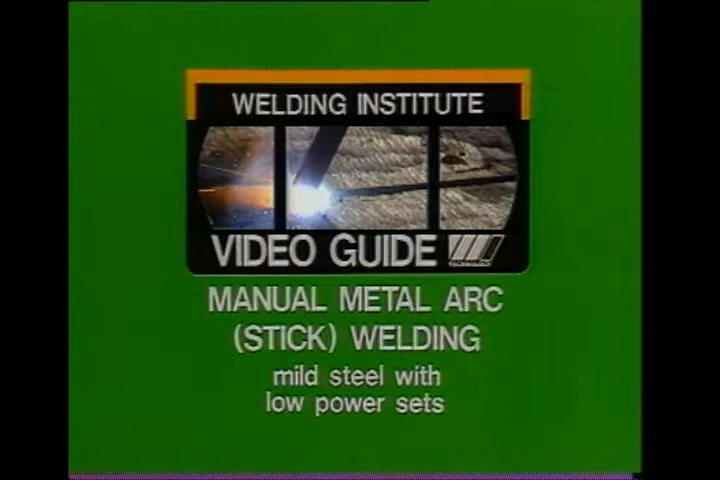 WELDING INSTITUTE
VIDEO GUIDE
MANUAL METAL ARC
(STICK) WELDING
mild steel with
low power sets